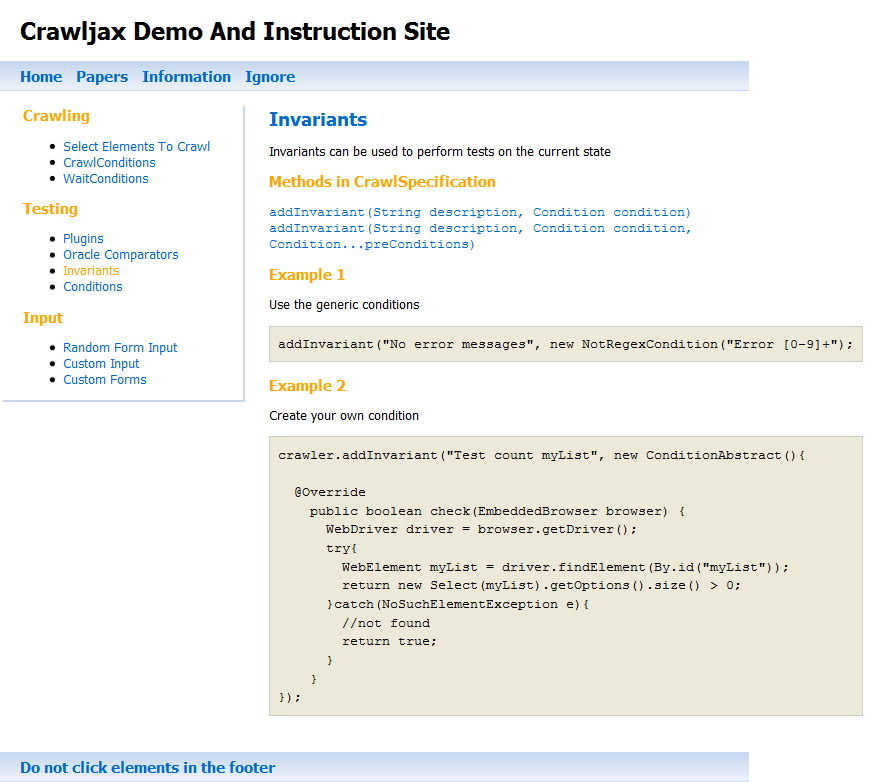 Crawljax Demo And Instruction Site
Home Papers Information Ignore
Crawling
Select Elements To Crawl
CrawlConditions
WaitConditions
Testing
Plugins
Oracle Comparators
Invariants
Conditions
Input
Random Form Input
Custom Input
Custom Forms
Invariants
Invariants can be used to perform tests on the current state
Methods in CrawlSpecification
addInvariant(String description, Condition condition)
addInvariant(String description, Condition condition,
Condition...preConditions)
Example 1
Use the generic conditions
addInvariant("No error messages", new NotRegexCondition("Error [0-9]+");
Example 2
Create your own condition
crawler.addInvariant("Test count myList", new ConditionAbstract(){
@Override
public boolean check(EmbeddedBrowser browser) {
WebDriver driver = browser.getDriver();
try{
WebElement myList = driver.findElement(By.id("myList"));
return new Select(myList).getOptions().size() > 0;
}catch(NoSuchElementException e){
//not found
return true;
}
}
});
Do not click elements in the footer